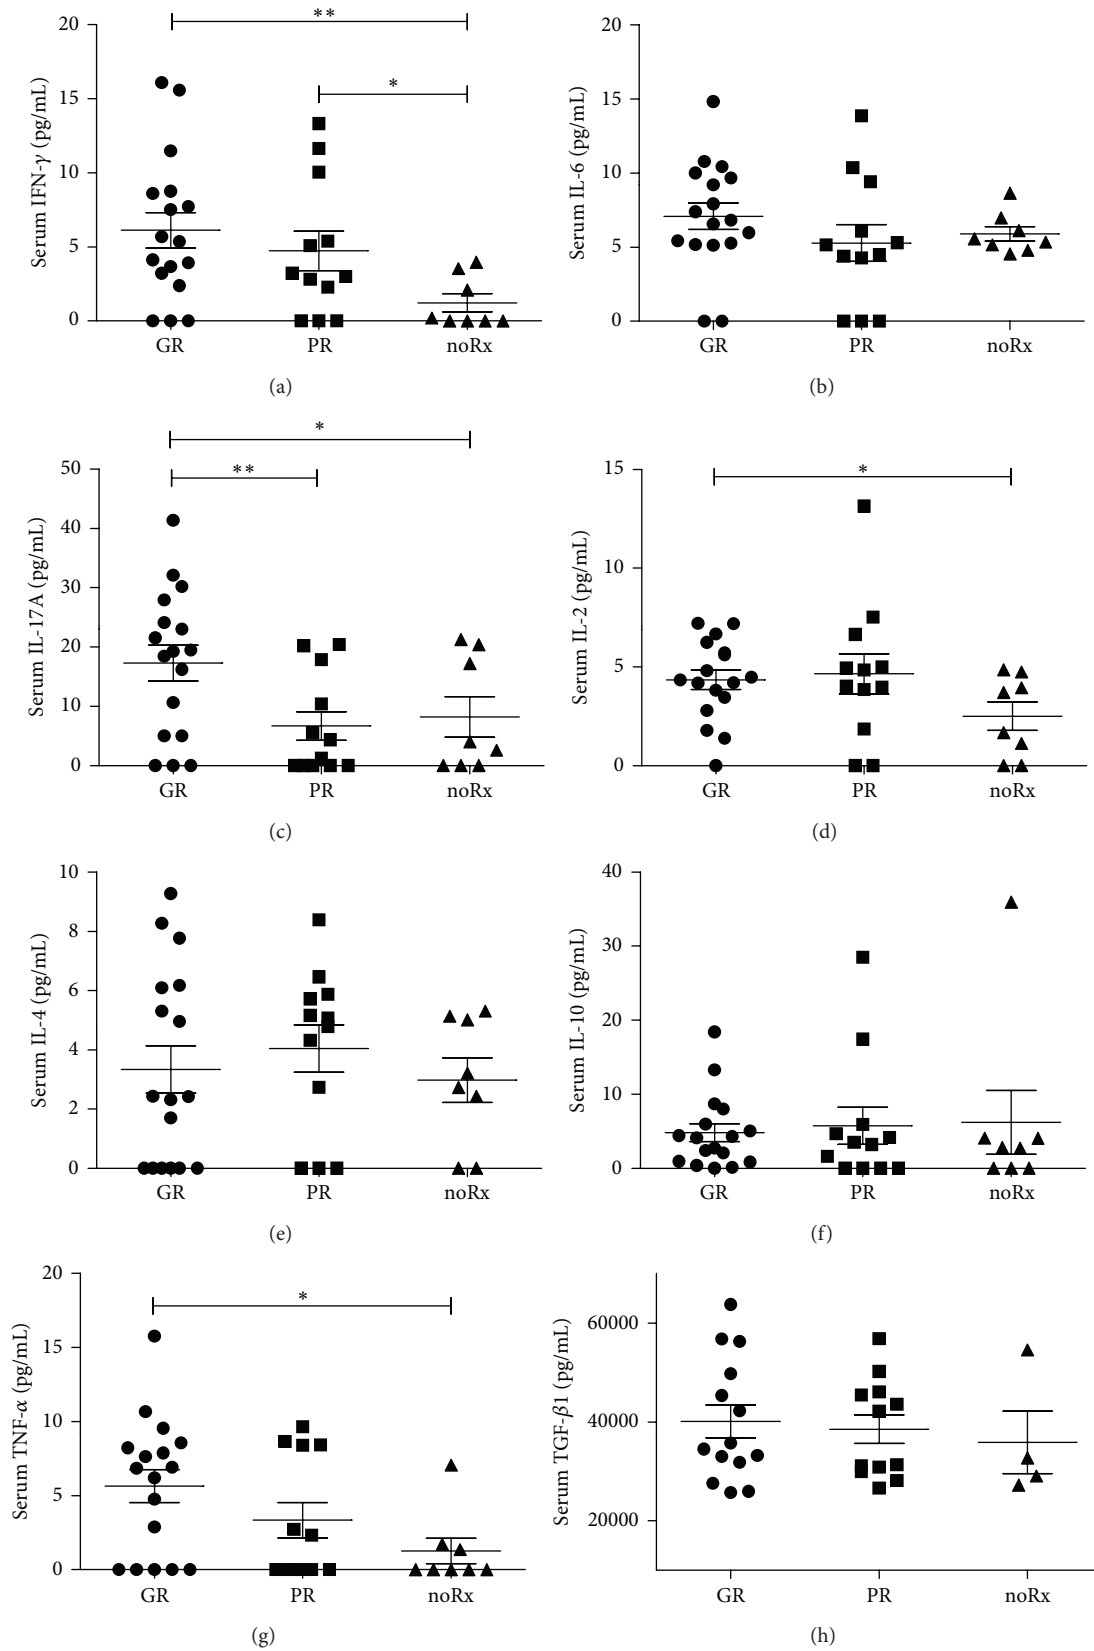 20
15
10
5
0
Serum IFN-γ (pg/mL)
**
*
GR PR noRx
(a)
20
15
10
5
0
Serum IL-6 (pg/mL)
GR PR noRx
(b)
50
40
30
20
10
0
Serum IL-17A (pg/mL)
*
**
GR PR noRx
(c)
15
10
5
0
Serum IL-2 (pg/mL)
*
GR PR noRx
(d)
10
8
6
4
2
0
Serum IL-4 (pg/mL)
GR PR noRx
(e)
40
30
20
10
0
Serum IL-10 (pg/mL)
GR PR noRx
(f)
20
15
10
5
0
Serum TNF-α (pg/mL)
*
GR PR noRx
(g)
60000
40000
20000
Serum TGF-β1 (pg/mL)
GR PR noRx
(h)